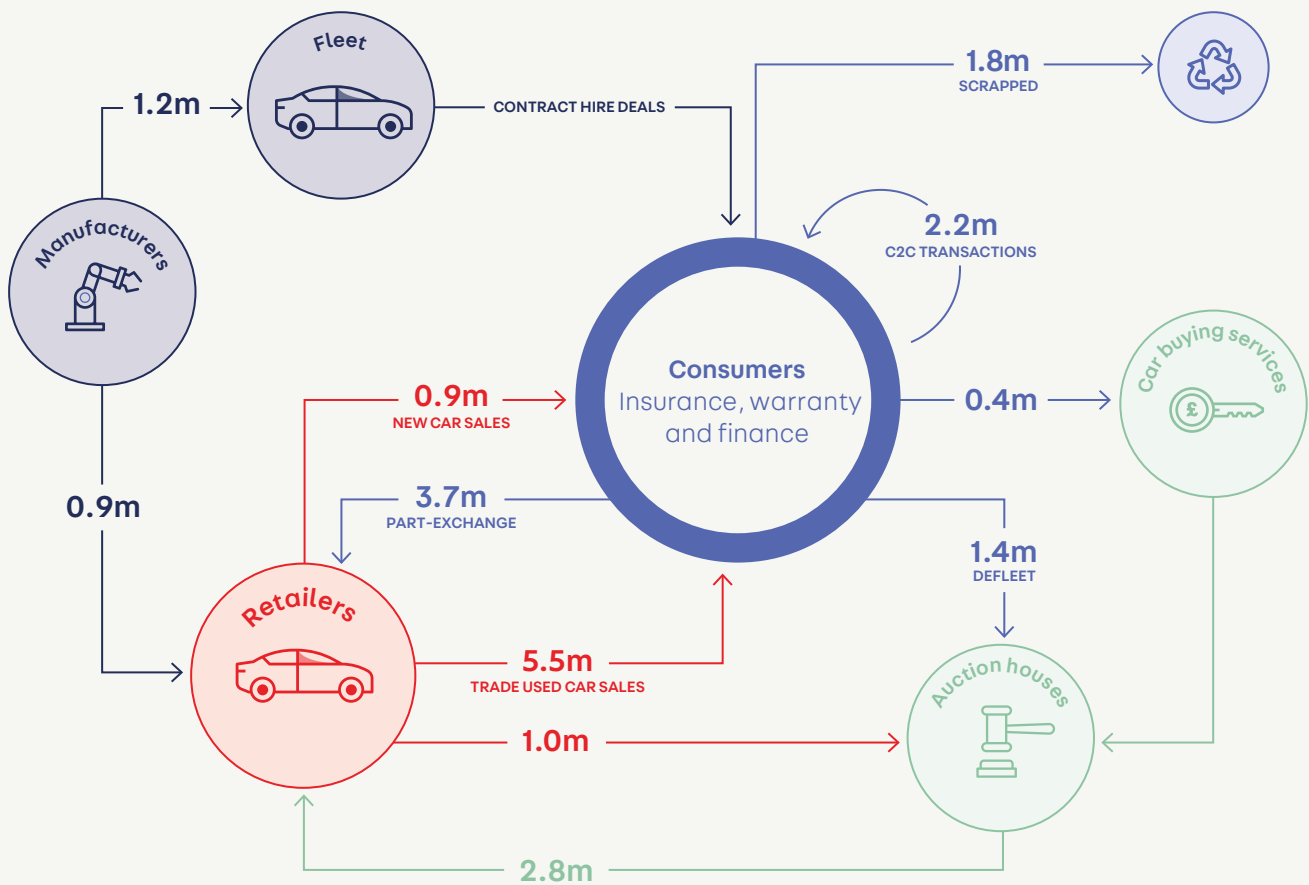 Fleet
1.2m
CONTRACT HIRE DEALS
1.8m
SCRAPPED
Manufacturers
2.2m
C2C TRANSACTIONS
Car buying services
£
Consumers
Insurance, warranty
and finance
0.9m
NEW CAR SALES
0.4m
3.7m
PART-EXCHANGE
0.9m
1.4m
DEFLEET
Retailers
5.5m
TRADE USED CAR SALES
Auction houses
1.0m
2.8m